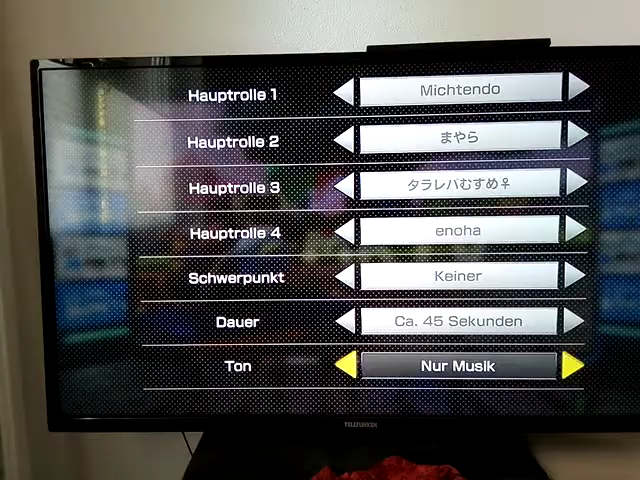 Hauptrolle 1 Michtendo
Hauptrolle 2 まやら
Hauptrolle 3 タラレバむすめ♀
Hauptrolle 4 enoha
Schwerpunkt Keiner
Dauer Ca. 45 Sekunden
Ton Nur Musik
TELEFUNKEN